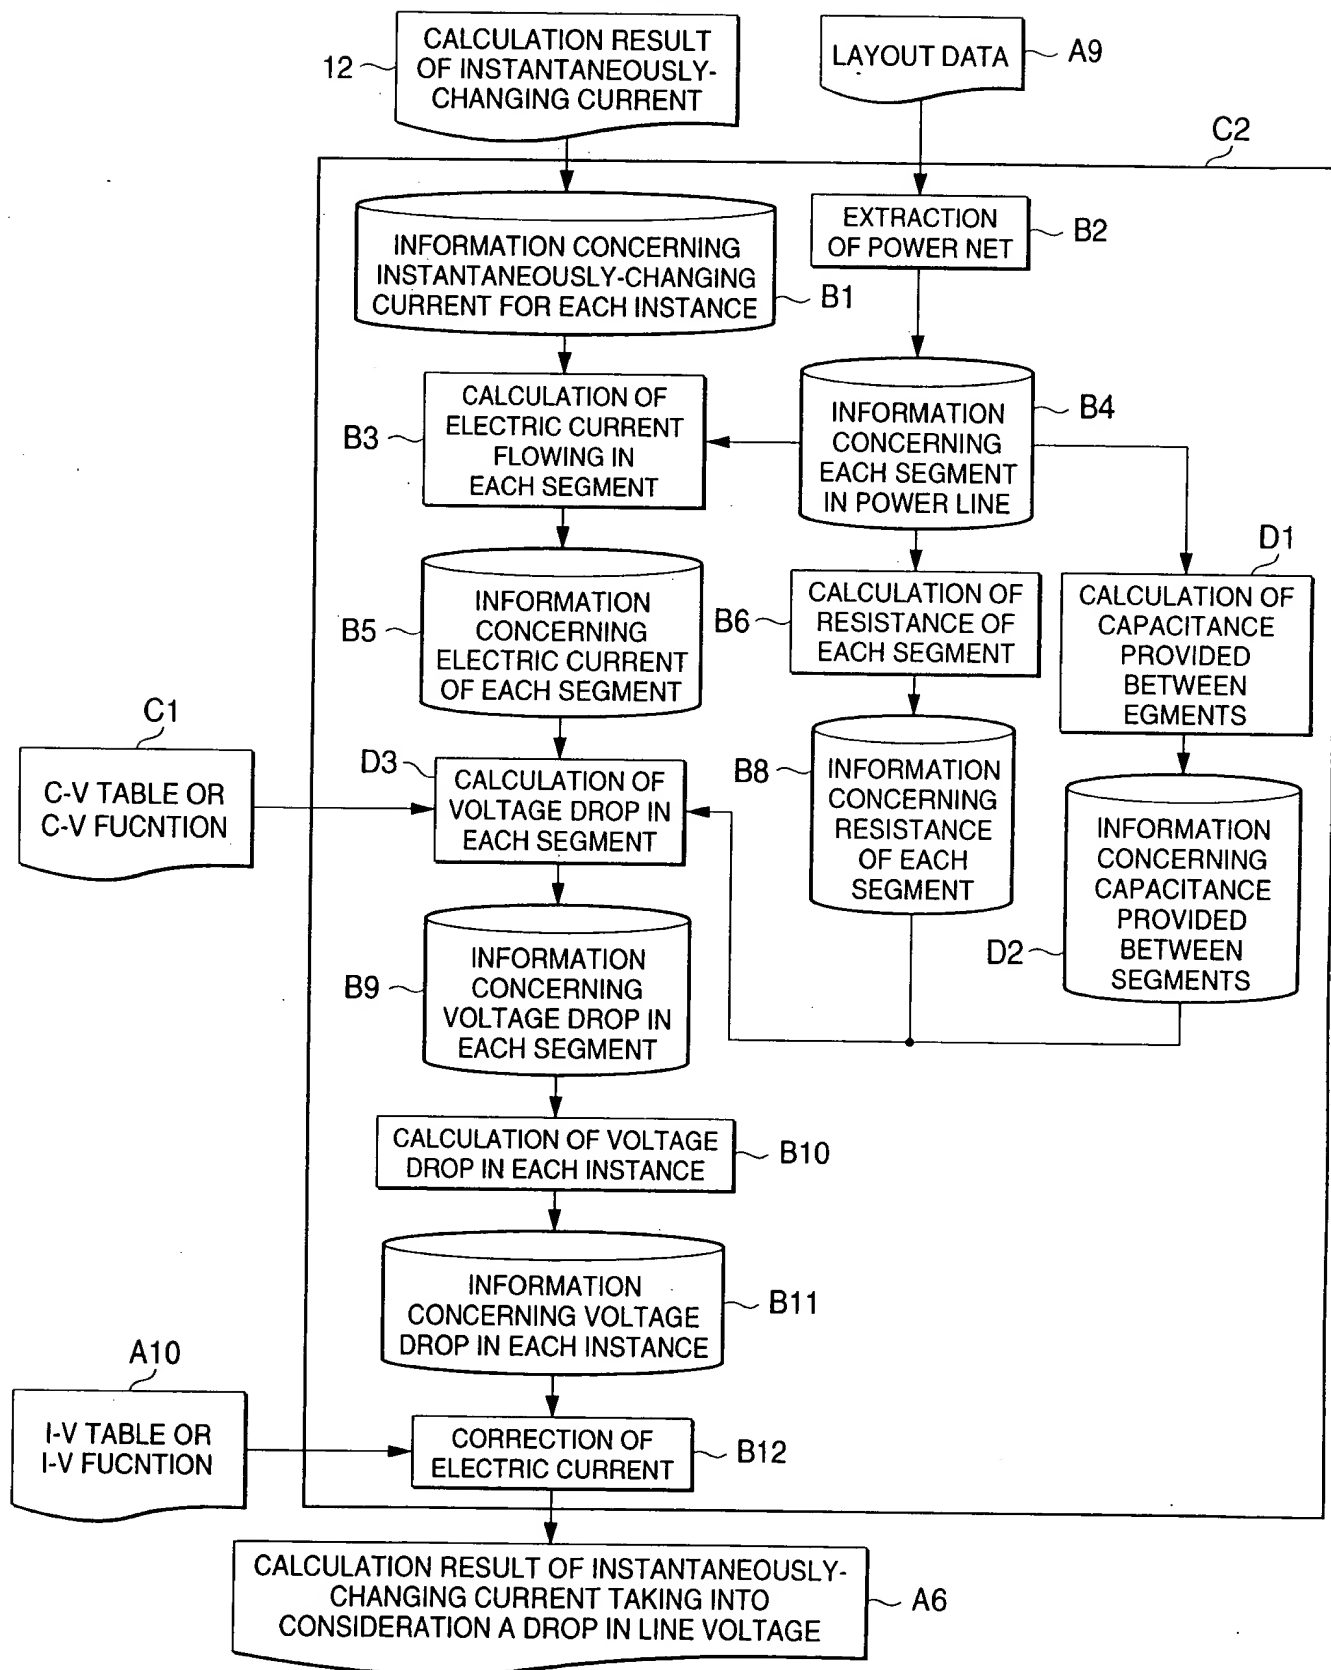 CALCULATION RESULT
OF INSTANTANEOUSLY-
CHANGING CURRENT
12
LAYOUT DATA
A9
C2
INFORMATION CONCERNING
INSTANTANEOUSLY-CHANGING
CURRENT FOR EACH INSTANCE
B1
EXTRACTION
OF POWER NET
B2
CALCULATION OF
ELECTRIC CURRENT
FLOWING IN
EACH SEGMENT
B3
INFORMATION
CONCERNING
EACH SEGMENT
IN POWER LINE
B4
INFORMATION
CONCERNING
ELECTRIC CURRENT
OF EACH SEGMENT
B5
CALCULATION OF
RESISTANCE OF
EACH SEGMENT
B6
D1
CALCULATION OF
CAPACITANCE
PROVIDED
BETWEEN
EGMENTS
C1
C-V TABLE OR
C-V FUCNTION
D3
CALCULATION OF
VOLTAGE DROP IN
EACH SEGMENT
B8
INFORMATION
CONCERNING
RESISTANCE
OF EACH
SEGMENT
INFORMATION
CONCERNING
CAPACITANCE
PROVIDED
BETWEEN
SEGMENTS
D2
INFORMATION
CONCERNING
VOLTAGE DROP IN
EACH SEGMENT
B9
CALCULATION OF VOLTAGE
DROP IN EACH INSTANCE
B10
INFORMATION
CONCERNING VOLTAGE
DROP IN EACH INSTANCE
B11
A10
I-V TABLE OR
I-V FUCNTION
CORRECTION OF
ELECTRIC CURRENT
B12
CALCULATION RESULT OF INSTANTANEOUSLY-
CHANGING CURRENT TAKING INTO
CONSIDERATION A DROP IN LINE VOLTAGE
A6